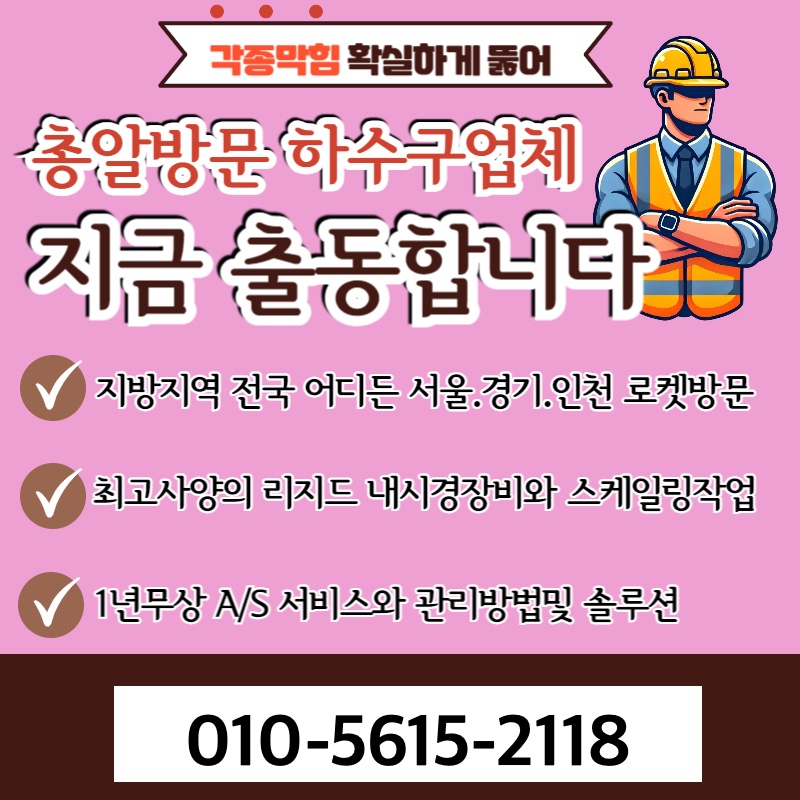 각종막힘 확실하게 뚫어
총알방문 하수구업체
지금 출동합니다
지방지역 전국 어디든 서울.경기.인천 로켓방문
최고사양의 리지드 내시경장비와 스케일링작업
1년무상 A/S 서비스와 관리방법및 솔루션
010-5615-2118